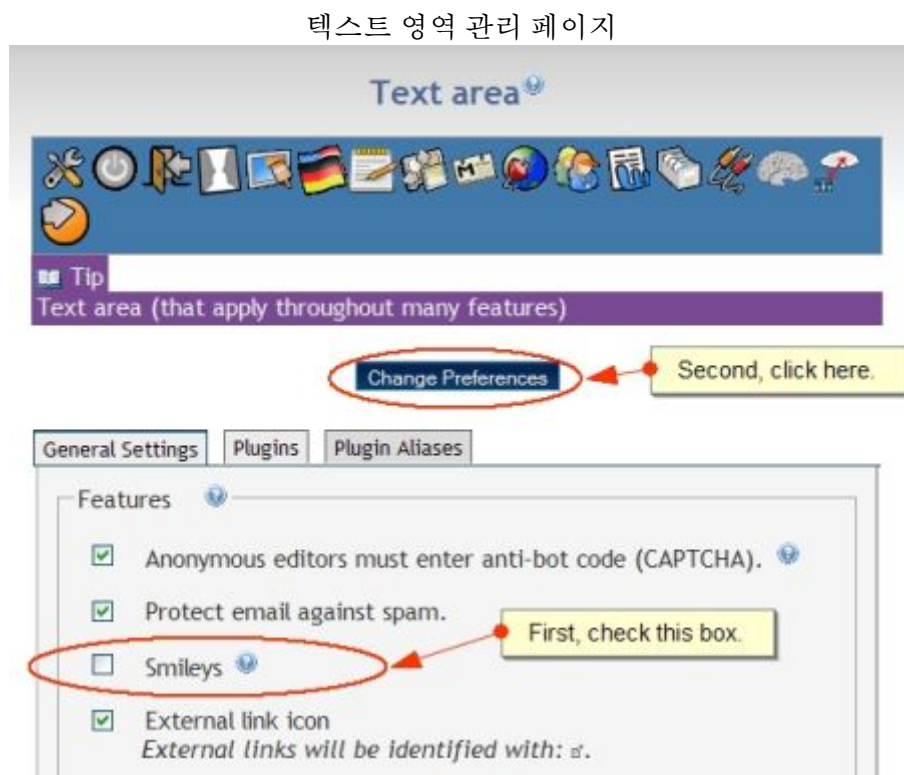 텍스트 영역 관리 페이지
Text area
Tip
Text area (that apply throughout many features)
Change Preferences
Second, click here.
General Settings Plugins Plugin Aliases
Features
Anonymous editors must enter anti-bot code (CAPTCHA).
Protect email against spam.
First, check this box.
Smileys
External link icon
External links will be identified with: .